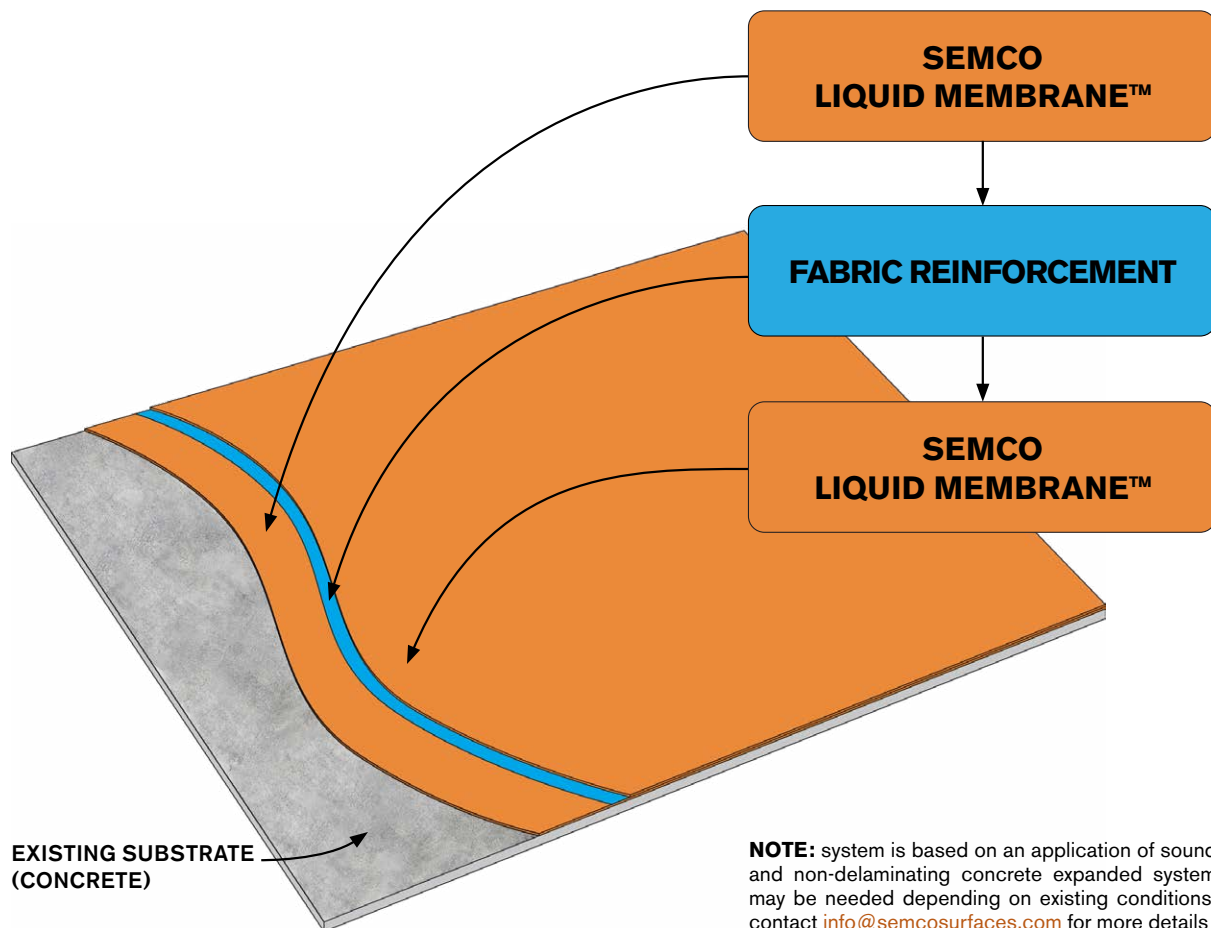 SEMCO
LIQUID MEMBRANE™
FABRIC REINFORCEMENT
SEMCO
LIQUID MEMBRANE™
EXISTING SUBSTRATE
(CONCRETE)
NOTE: system is based on an application of sound
and non-delaminating concrete expanded system
may be needed depending on existing conditions
contact info@semcosurfaces.com for more details